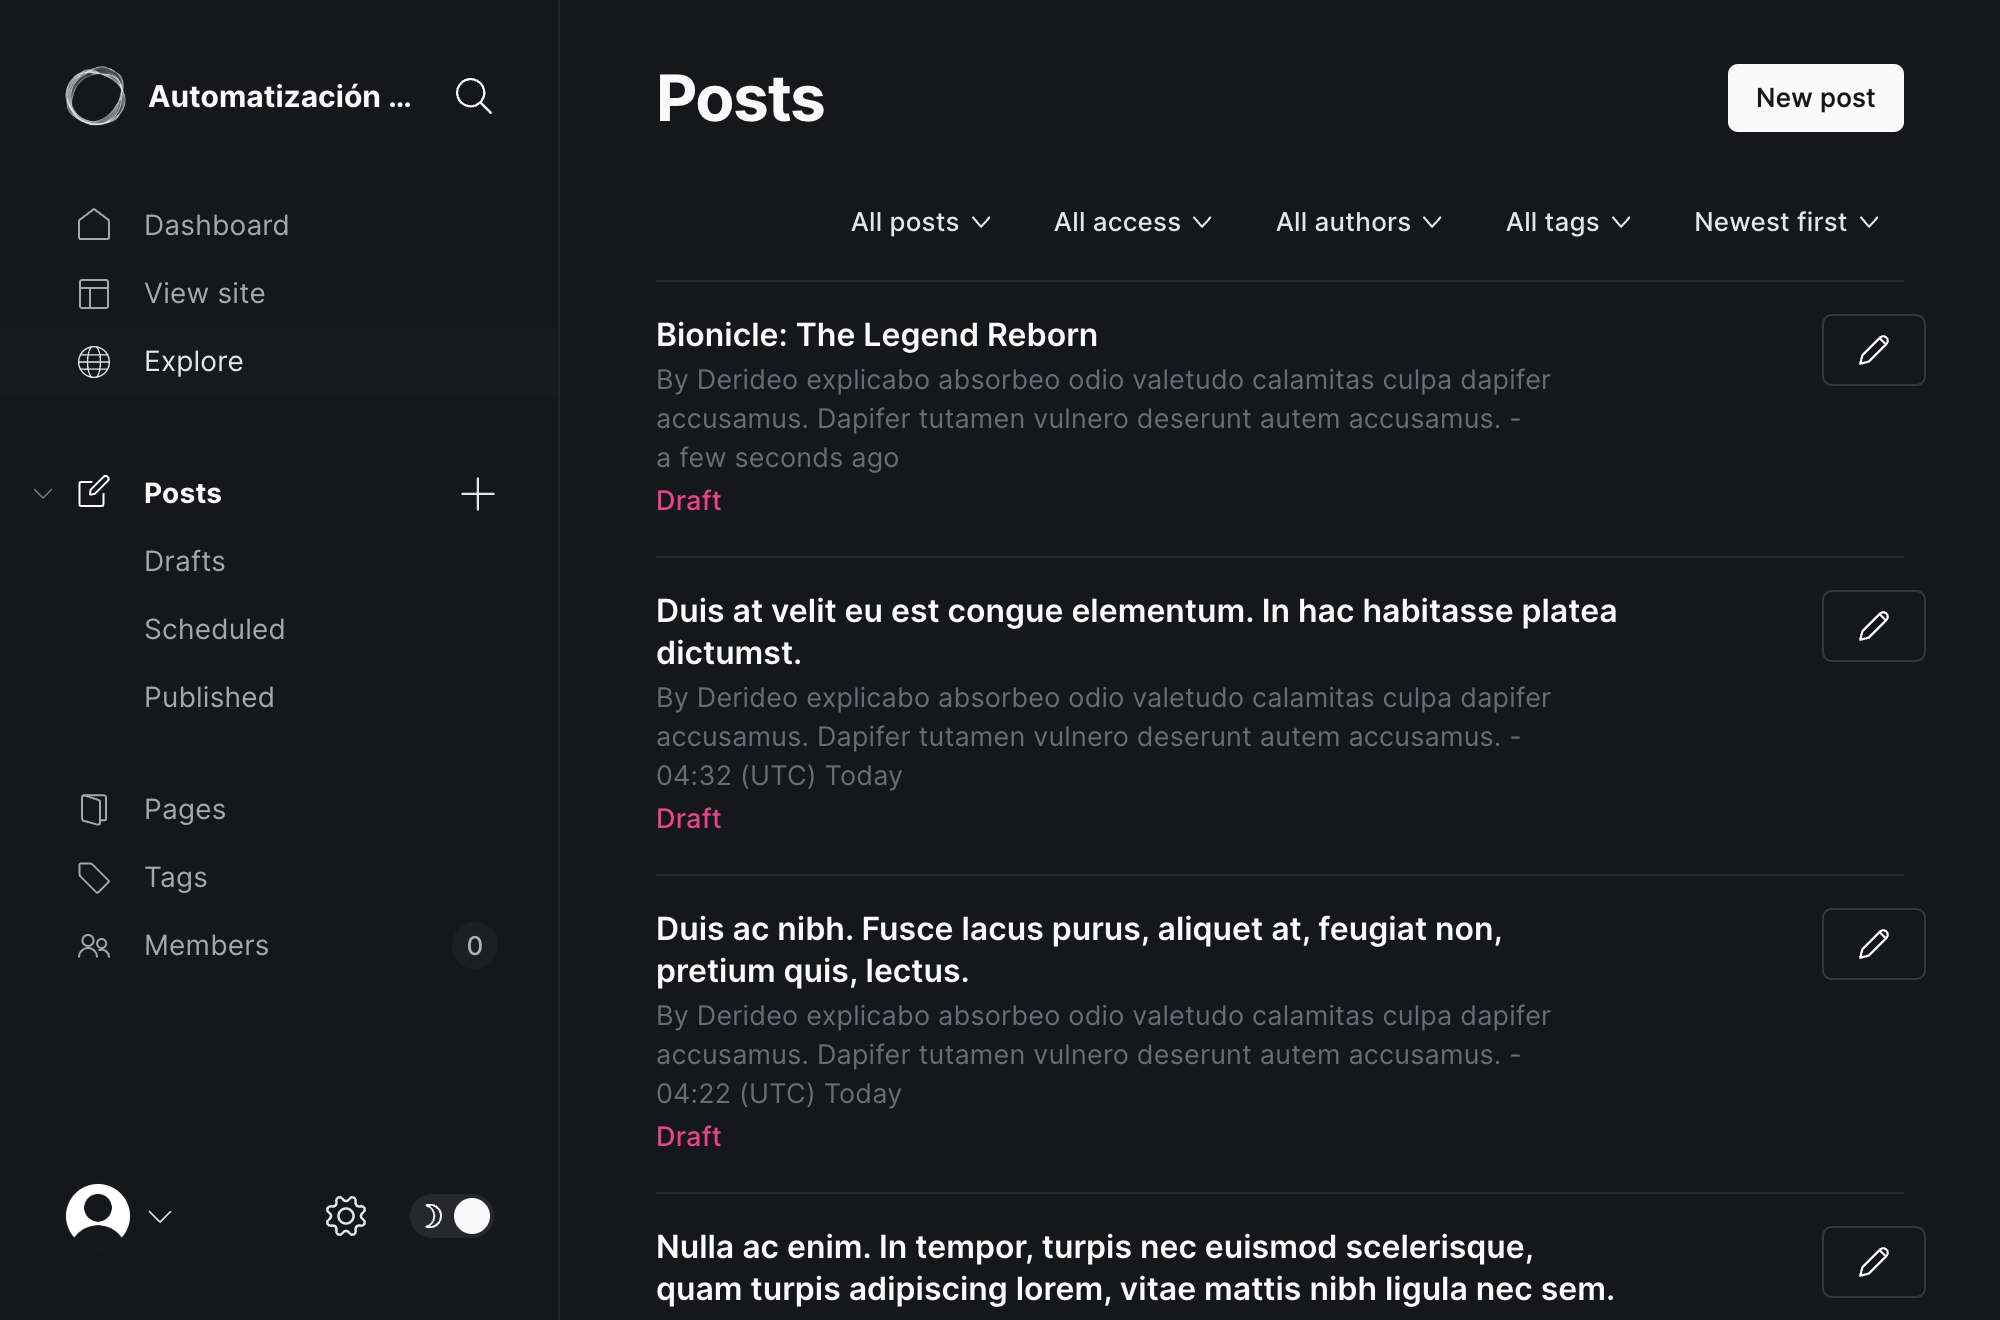 Automatización ...
Dashboard
View site
Explore
Posts
Drafts
Scheduled
Published
Pages
Tags
Members
0
Posts
New post
All posts
All access
All authors
All tags
Newest first
Bionicle: The Legend Reborn
By Derideo explicabo absorbeo odio valetudo calamitas culpa dapifer
accusamus. Dapifer tutamen vulnero deserunt autem accusamus. -
a few seconds ago
Draft
Duis at velit eu est congue elementum. In hac habitasse platea
dictumst.
By Derideo explicabo absorbeo odio valetudo calamitas culpa dapifer
accusamus. Dapifer tutamen vulnero deserunt autem accusamus. -
04:32 (UTC) Today
Draft
Duis ac nibh. Fusce lacus purus, aliquet at, feugiat non,
pretium quis, lectus.
By Derideo explicabo absorbeo odio valetudo calamitas culpa dapifer
accusamus. Dapifer tutamen vulnero deserunt autem accusamus. -
04:22 (UTC) Today
Draft
Nulla ac enim. In tempor, turpis nec euismod scelerisque,
quam turpis adipiscing lorem, vitae mattis nibh ligula nec sem.